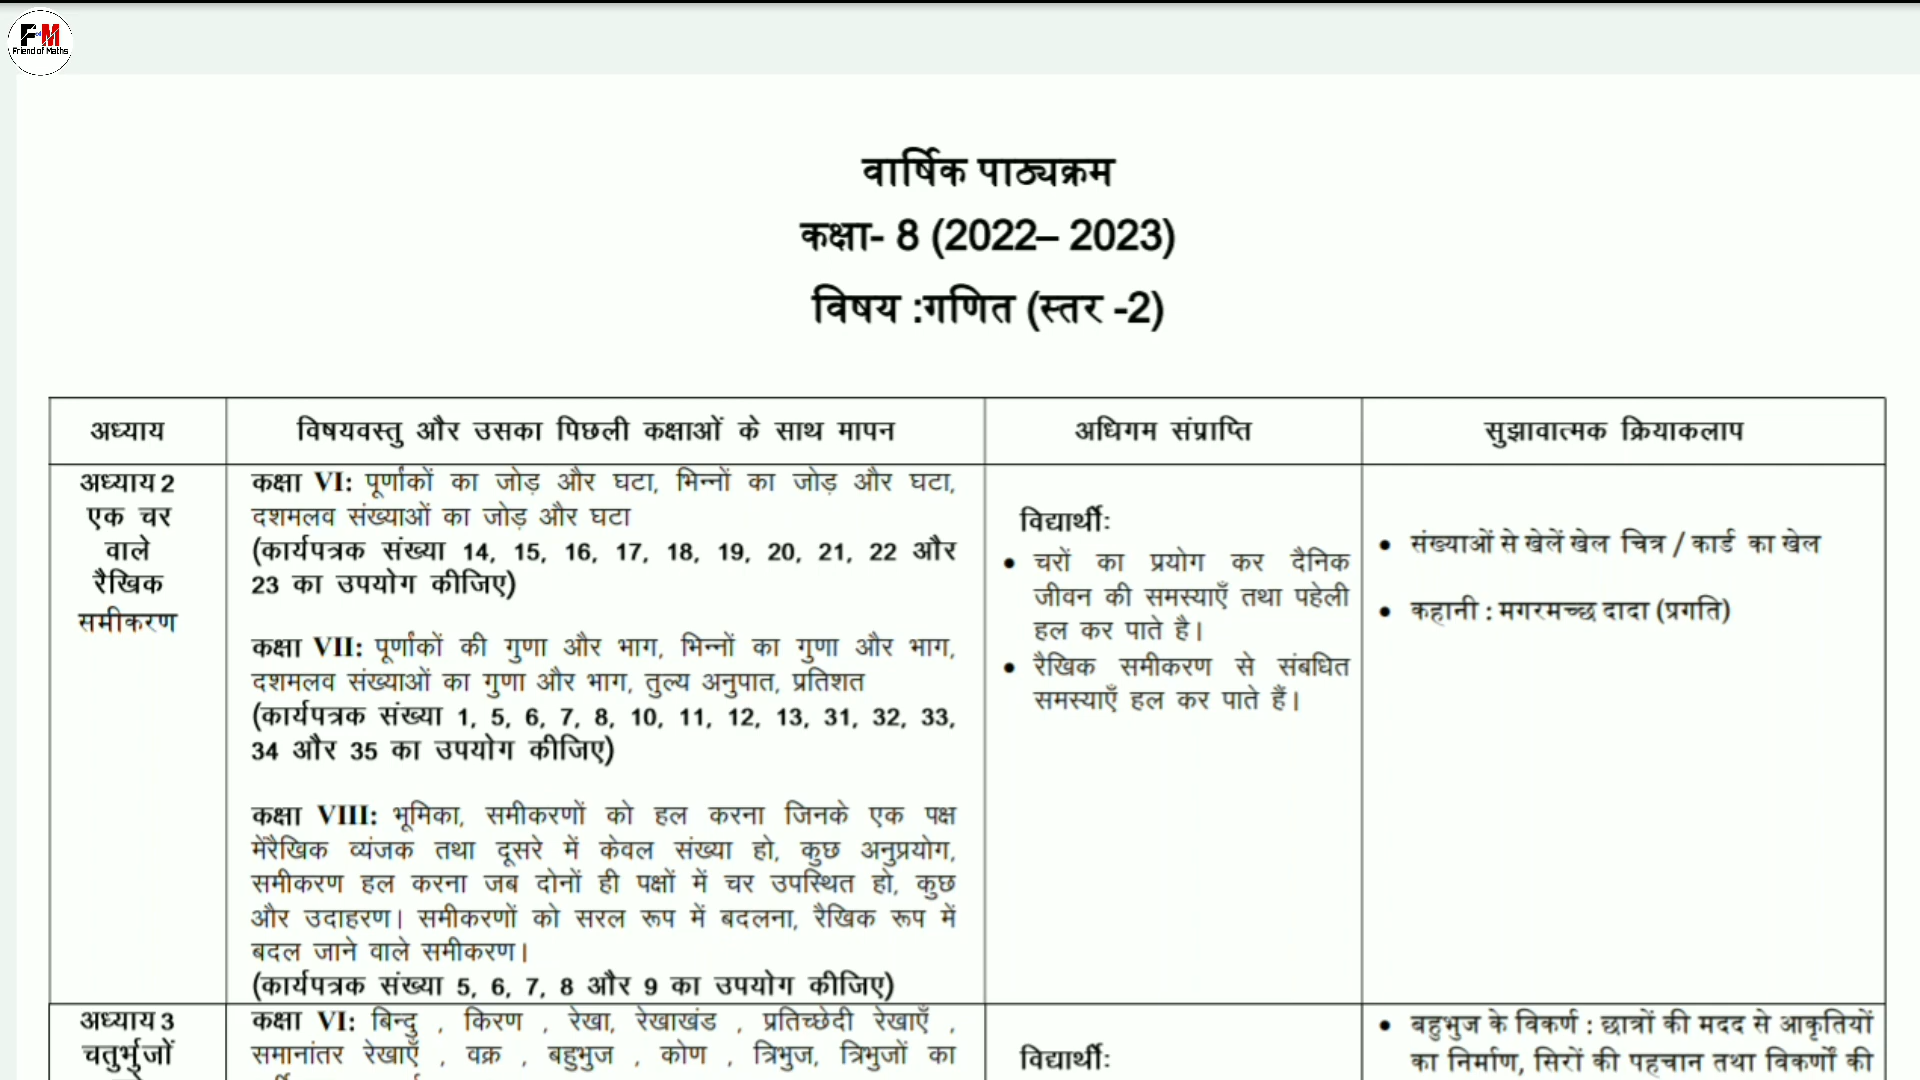 FoM
Friend of Maths
वार्षिक पाठ्यक्रम
कक्षा- 8 (2022– 2023)
विषय :गणित (स्तर -2)
अध्याय
विषयवस्तु और उसका पिछली कक्षाओं के साथ मापन
अधिगम संप्राप्ति
सुझावात्मक क्रियाकलाप
अध्याय 2
एक चर
वाले
रैखिक
समीकरण
कक्षा VI: पूर्णांकों का जोड़ और घटा, भिन्नों का जोड़ और घटा,
दशमलव संख्याओं का जोड़ और घटा
(कार्यपत्रक संख्या 14, 15, 16, 17, 18, 19, 20, 21, 22 और
23 का उपयोग कीजिए)
कक्षा VII: पूर्णांकों की गुणा और भाग, भिन्नों का गुणा और भाग,
दशमलव संख्याओं का गुणा और भाग, तुल्य अनुपात, प्रतिशत
(कार्यपत्रक संख्या 1, 5, 6, 7, 8, 10, 11, 12, 13, 31, 32, 33,
34 और 35 का उपयोग कीजिए)
कक्षा VIII: भूमिका, समीकरणों को हल करना जिनके एक पक्ष
मेंरैखिक व्यंजक तथा दूसरे में केवल संख्या हो, कुछ अनुप्रयोग,
समीकरण हल करना जब दोनों ही पक्षों में चर उपस्थित हो, कुछ
और उदाहरण। समीकरणों को सरल रूप में बदलना, रैखिक रूप में
बदल जाने वाले समीकरण।
(कार्यपत्रक संख्या 5, 6, 7, 8 और 9 का उपयोग कीजिए)
विद्यार्थी:
• चरों का प्रयोग कर दैनिक
जीवन की समस्याएँ तथा पहेली
हल कर पाते है।
• रैखिक समीकरण से संबधित
समस्याएँ हल कर पाते हैं।
• संख्याओं से खेलें खेल चित्र / कार्ड का खेल
• कहानी : मगरमच्छ दादा (प्रगति)
अध्याय 3
चतुर्भुजों
कक्षा VI: बिन्दु , किरण , रेखा, रेखाखंड , प्रतिच्छेदी रेखाएँ ,
समानांतर रेखाएँ , वक्र , बहुभुज , कोण , त्रिभुज, त्रिभुजों का
विद्यार्थी:
• बहुभुज के विकर्ण : छात्रों की मदद से आकृतियों
का निर्माण, सिरों की पहचान तथा विकर्णों की